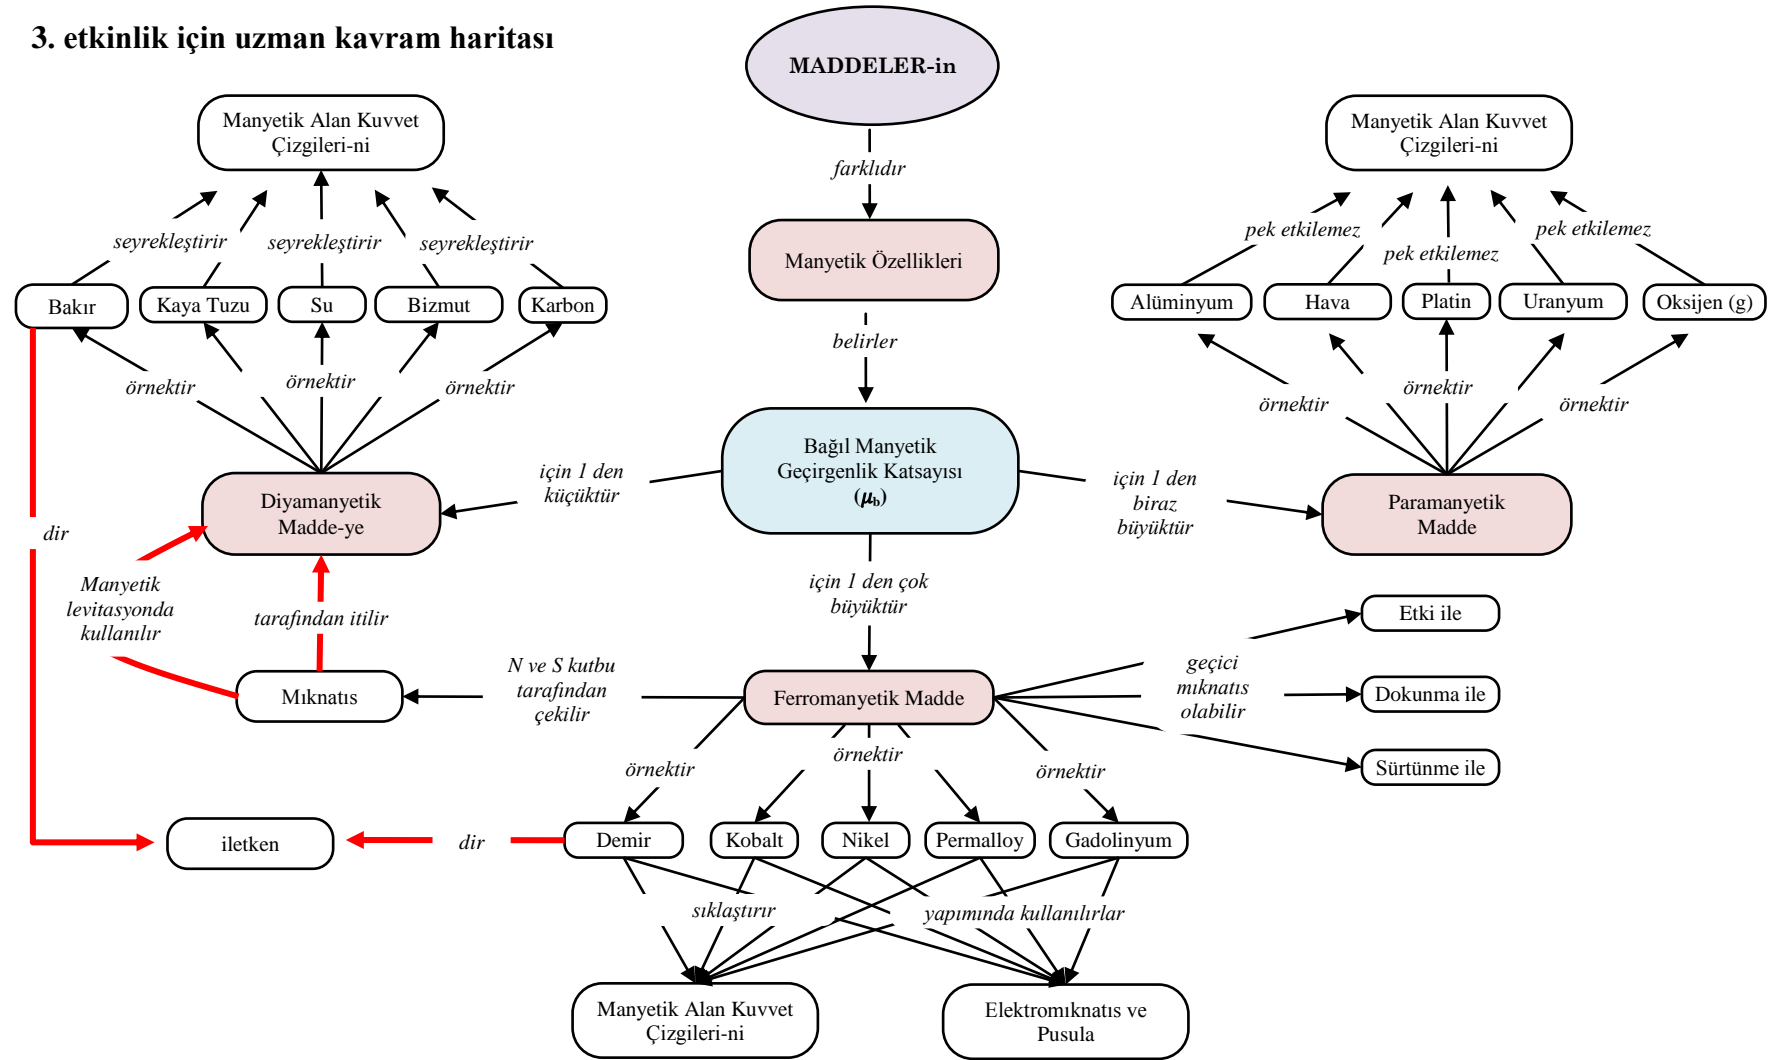 3. etkinlik için uzman kavram haritası
MADDELER-in
farklıdır
Manyetik Özellikleri
belirler
Bağıl Manyetik
Geçirgenlik Katsayısı
(μb)
Manyetik Alan Kuvvet
Çizgileri-ni
seyrekleştirir
seyrekleştirir
seyrekleştirir
Bakır
Kaya Tuzu
Su
Bizmut
Karbon
örnektir
örnektir
örnektir
için 1 den
küçüktür
Diyamanyetik
Madde-ye
dir
Manyetik
levitasyonda
kullanılır
tarafından itilir
Mıknatıs
Manyetik Alan Kuvvet
Çizgileri-ni
pek etkilemez
pek etkilemez
pek etkilemez
Alüminyum
Hava
Platin
Uranyum
Oksijen (g)
örnektir
örnektir
örnektir
için 1 den
biraz
büyüktür
Paramanyetik
Madde
için 1 den çok
büyüktür
N ve S kutbu
tarafından
çekilir
Ferromanyetik Madde
geçici
mıknatıs
olabilir
Etki ile
Dokunma ile
Sürtünme ile
örnektir
örnektir
örnektir
iletken
dir
Demir
Kobalt
Nikel
Permalloy
Gadolinyum
sıklaştırır
yapımında kullanılırlar
Manyetik Alan Kuvvet
Çizgileri-ni
Elektromıknatıs ve
Pusula